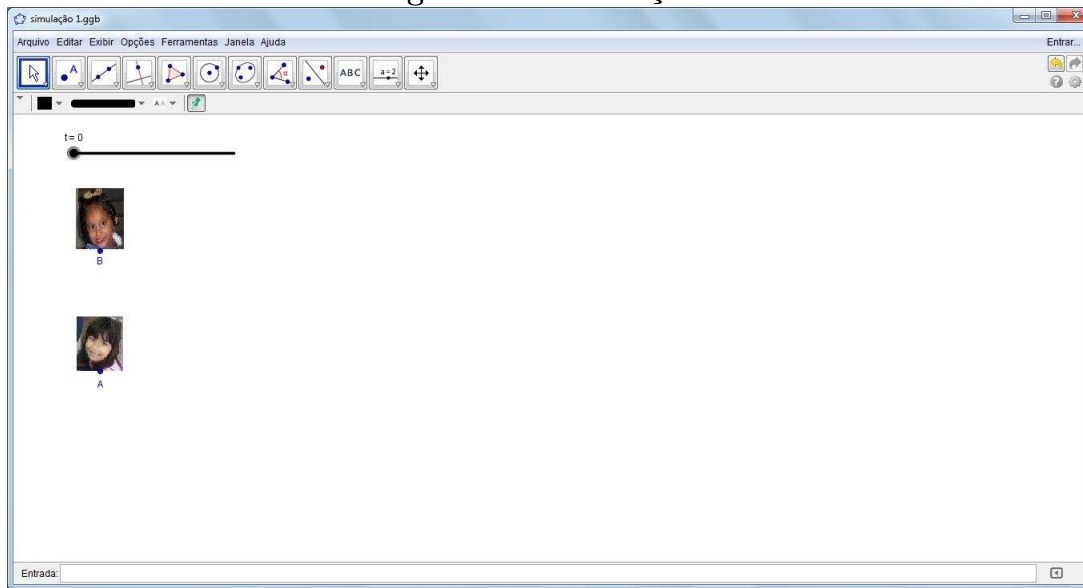 simulação 1.ggb
Arquivo Editar Exibir Opções Ferramentas Janela Ajuda
Entrar...
A
α
ABC
a=2
A A
t = 0
B
A
Entrada: